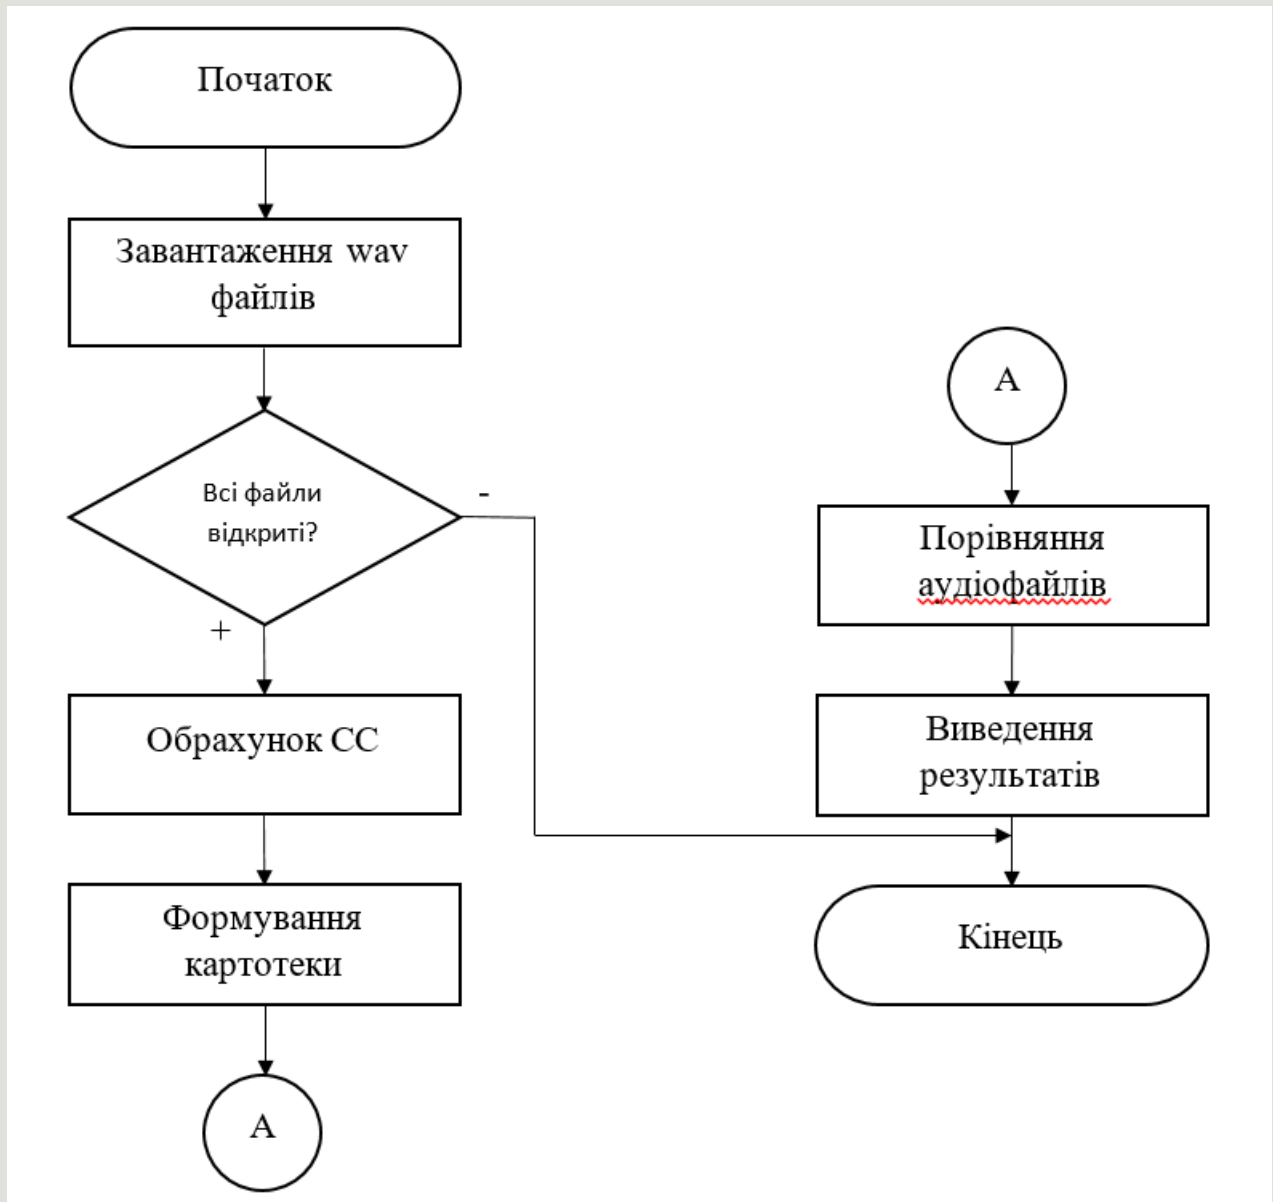 Початок
Завантаження wav
файлів
Всі файли
відкриті?
-
+
Обрахунок СС
Формування
картотеки
А
А
Порівняння
аудіофайлів
Виведення
результатів
Кінець